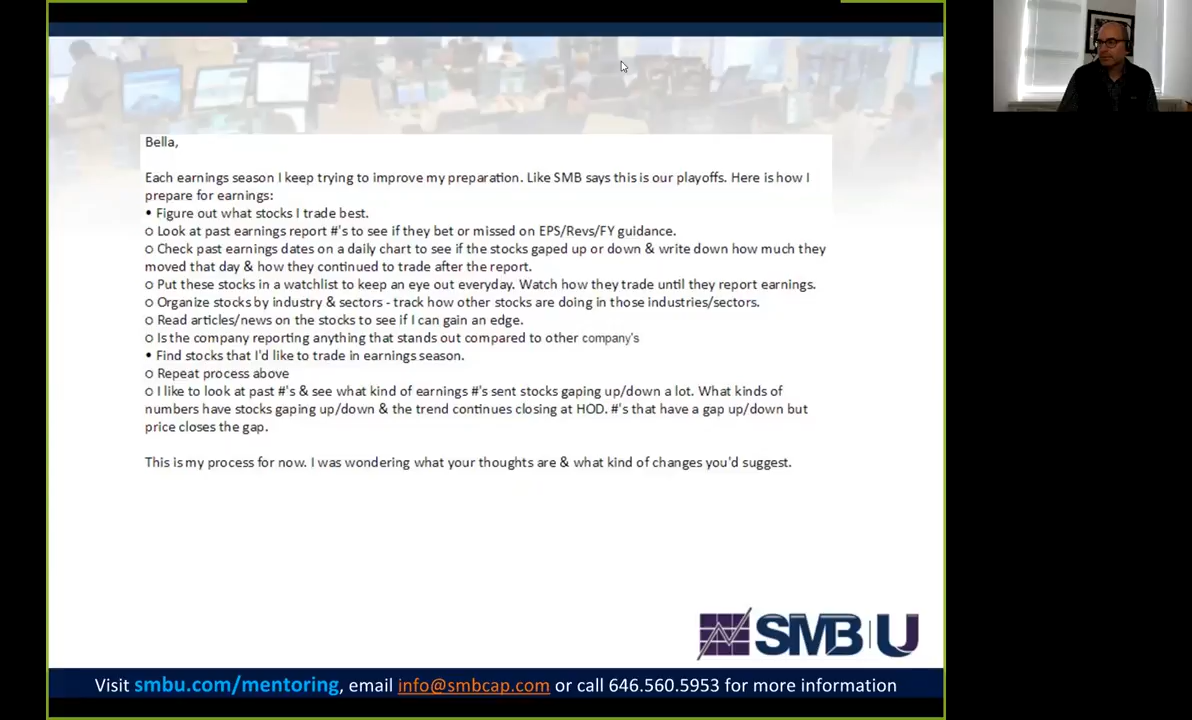 Bella,
Each earnings season I keep trying to improve my preparation. Like SMB says this is our playoffs. Here is how I
prepare for earnings:
• Figure out what stocks I trade best.
o Look at past earnings report #'s to see if they bet or missed on EPS/Revs/FY guidance.
o Check past earnings dates on a daily chart to see if the stocks gaped up or down & write down how much they
moved that day & how they continued to trade after the report.
o Put these stocks in a watchlist to keep an eye out everyday. Watch how they trade until they report earnings.
o Organize stocks by industry & sectors - track how other stocks are doing in those industries/sectors.
o Read articles/news on the stocks to see if I can gain an edge.
o Is the company reporting anything that stands out compared to other company's
• Find stocks that I'd like to trade in earnings season.
o Repeat process above
o I like to look at past #'s & see what kind of earnings #'s sent stocks gaping up/down a lot. What kinds of
numbers have stocks gaping up/down & the trend continues closing at HOD. #'s that have a gap up/down but
price closes the gap.
This is my process for now. I was wondering what your thoughts are & what kind of changes you'd suggest.
SMB U
Visit smbu.com/mentoring, email info@smbcap.com or call 646.560.5953 for more information